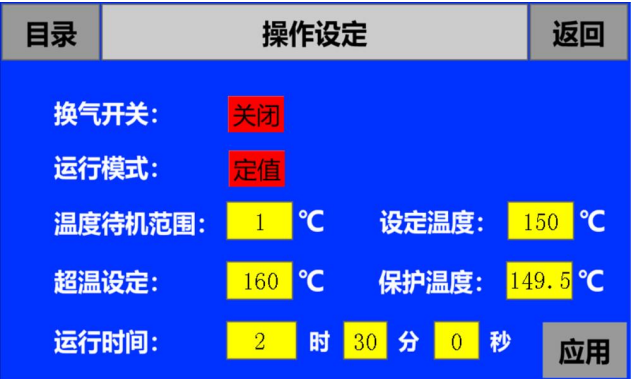 目录 操作设定 返回
换气开关： 关闭
运行模式： 定值
温度待机范围： 1 ℃ 设定温度： 150 ℃
超温设定： 160 ℃ 保护温度： 149.5 ℃
运行时间： 2 时 30 分 0 秒 应用